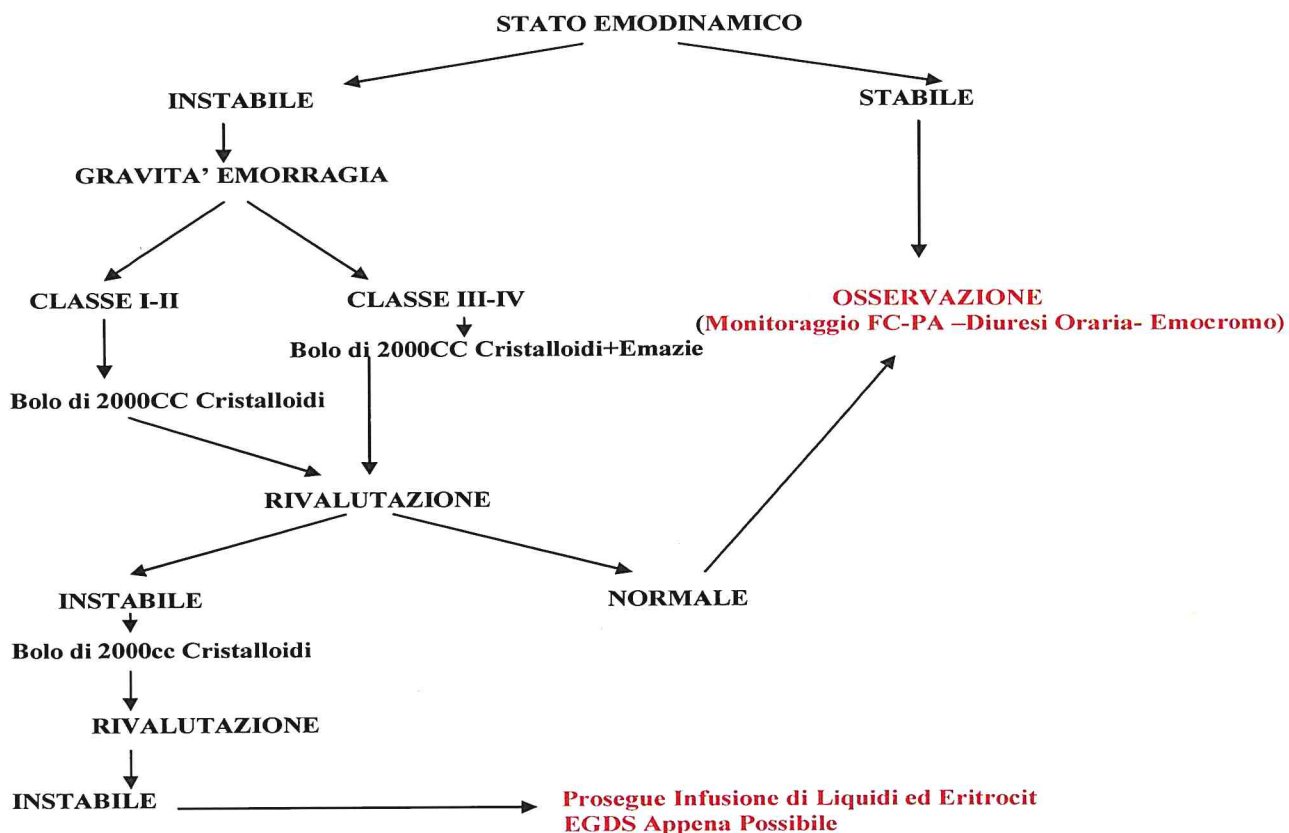 STATO EMODINAMICO
INSTABILE
STABILE
GRAVITA’ EMORRAGIA
CLASSE I-II
CLASSE III-IV
OSSERVAZIONE
(Monitoraggio FC-PA –Diuresi Oraria- Emocromo)
Bolo di 2000CC Cristalloidi+Emazie
Bolo di 2000CC Cristalloidi
RIVALUTAZIONE
INSTABILE
NORMALE
Bolo di 2000cc Cristalloidi
RIVALUTAZIONE
INSTABILE
Prosegue Infusione di Liquidi ed Eritrocit
EGDS Appena Possibile